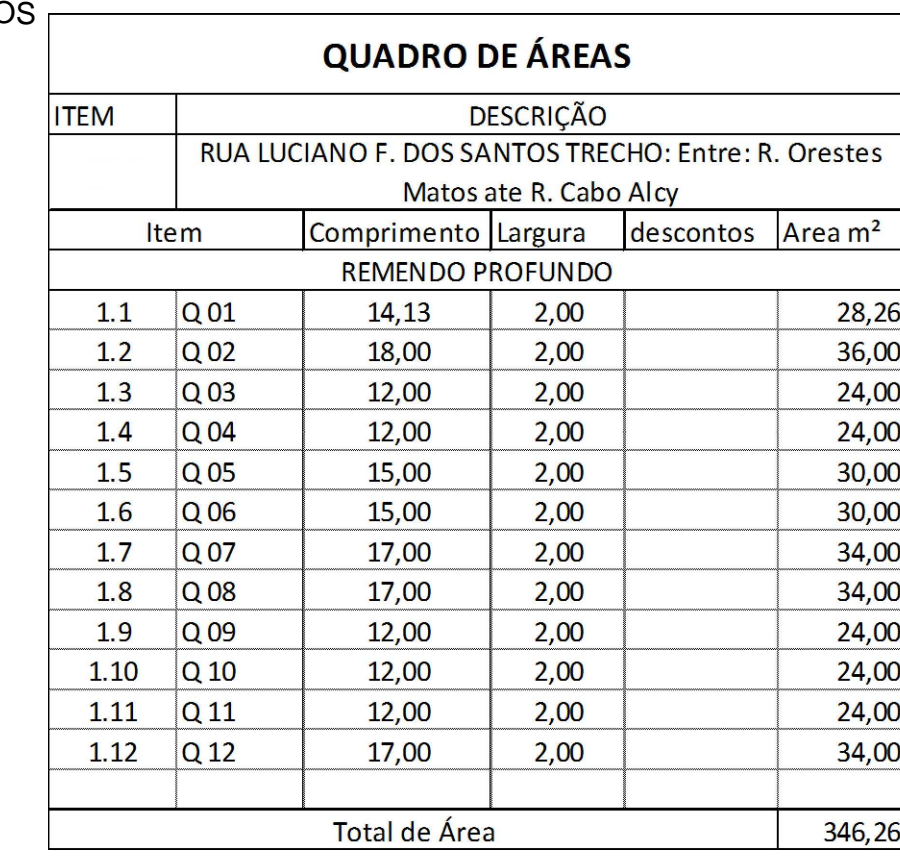 OS
QUADRO DE ÁREAS
ITEM DESCRIÇÃO
RUA LUCIANO F. DOS SANTOS TRECHO: Entre: R. Orestes
Matos ate R. Cabo Alcy
Item Comprimento Largura descontos Area m²
REMENDO PROFUNDO
1.1 Q 01 14,13 2,00 28,26
1.2 Q 02 18,00 2,00 36,00
1.3 Q 03 12,00 2,00 24,00
1.4 Q 04 12,00 2,00 24,00
1.5 Q 05 15,00 2,00 30,00
1.6 Q 06 15,00 2,00 30,00
1.7 Q 07 17,00 2,00 34,00
1.8 Q 08 17,00 2,00 34,00
1.9 Q 09 12,00 2,00 24,00
1.10 Q 10 12,00 2,00 24,00
1.11 Q 11 12,00 2,00 24,00
1.12 Q 12 17,00 2,00 34,00
Total de Área 346,26